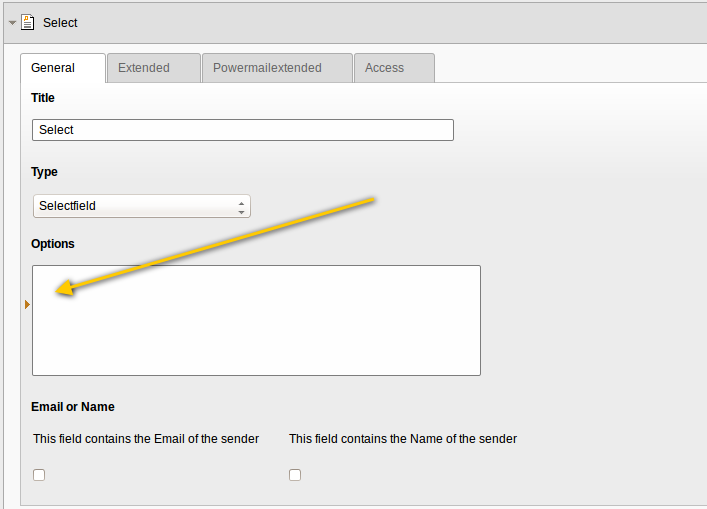 Select
General Extended Powermailextended Access
Title
Select
Type
Selectfield
Options
Email or Name
This field contains the Email of the sender This field contains the Name of the sender